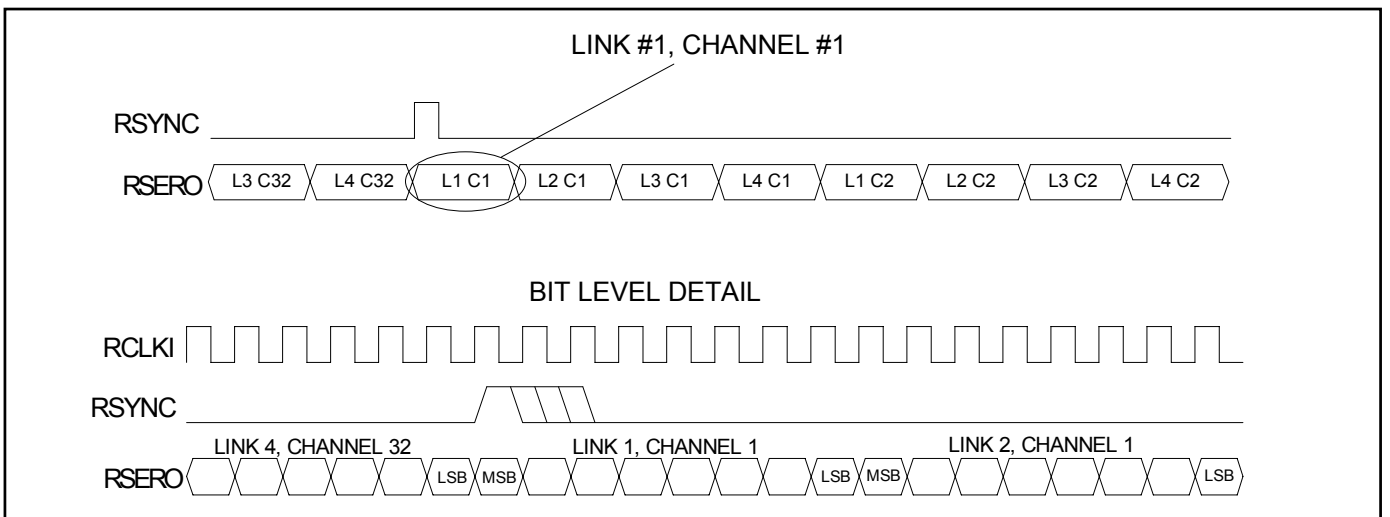 LINK #1, CHANNEL #1
RSYNC
RSERO L3 C32 L4 C32 L1 C1 L2 C1 L3 C1 L4 C1 L1 C2 L2 C2 L3 C2 L4 C2
BIT LEVEL DETAIL
RCLKI
RSYNC
LINK 4, CHANNEL 32 LINK 1, CHANNEL 1 LINK 2, CHANNEL 1
RSERO LSB MSB LSB MSB LSB